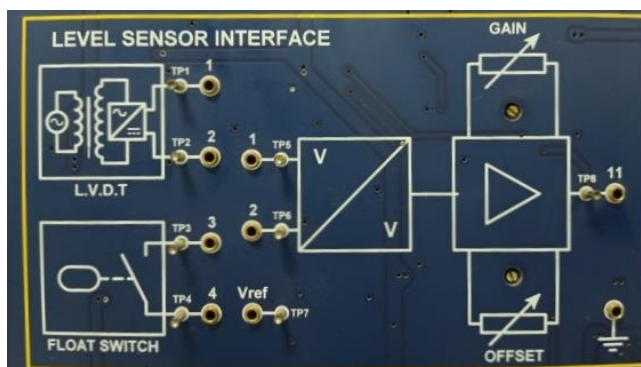 LEVEL SENSOR INTERFACE
GAIN
TP1 1
TP2 2
1 TP5
V
11
TP8
L.V.D.T
TP3 3
2 TP6
V
TP4 4
Vref
TP7
FLOAT SWITCH
OFFSET